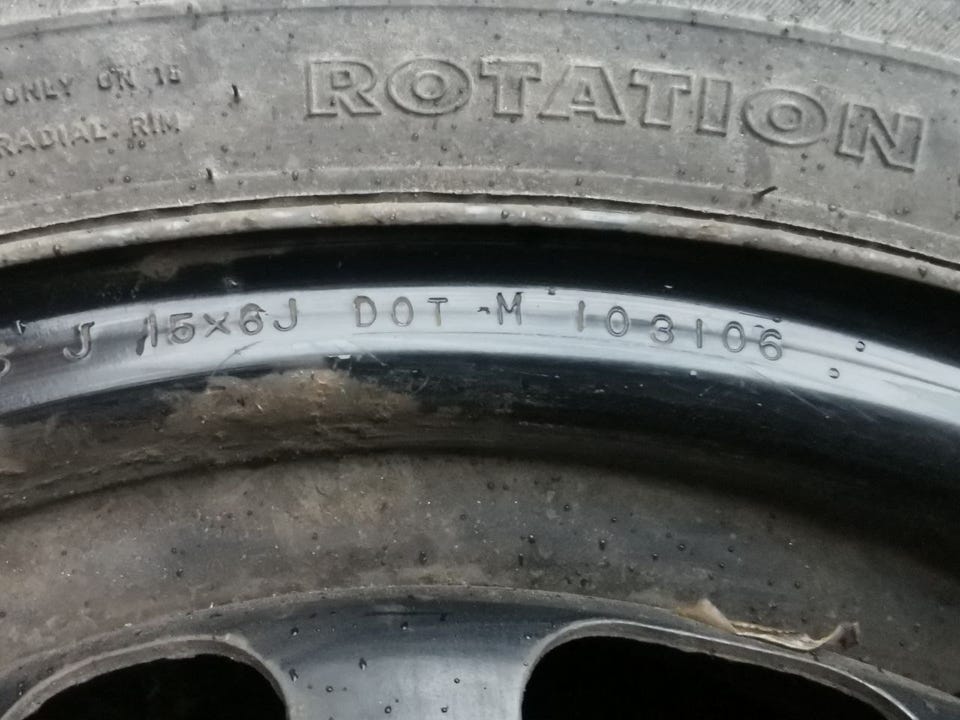 ONLY ON 15
RADIAL RIM
ROTATION
J 15x6J DOT-M 103106